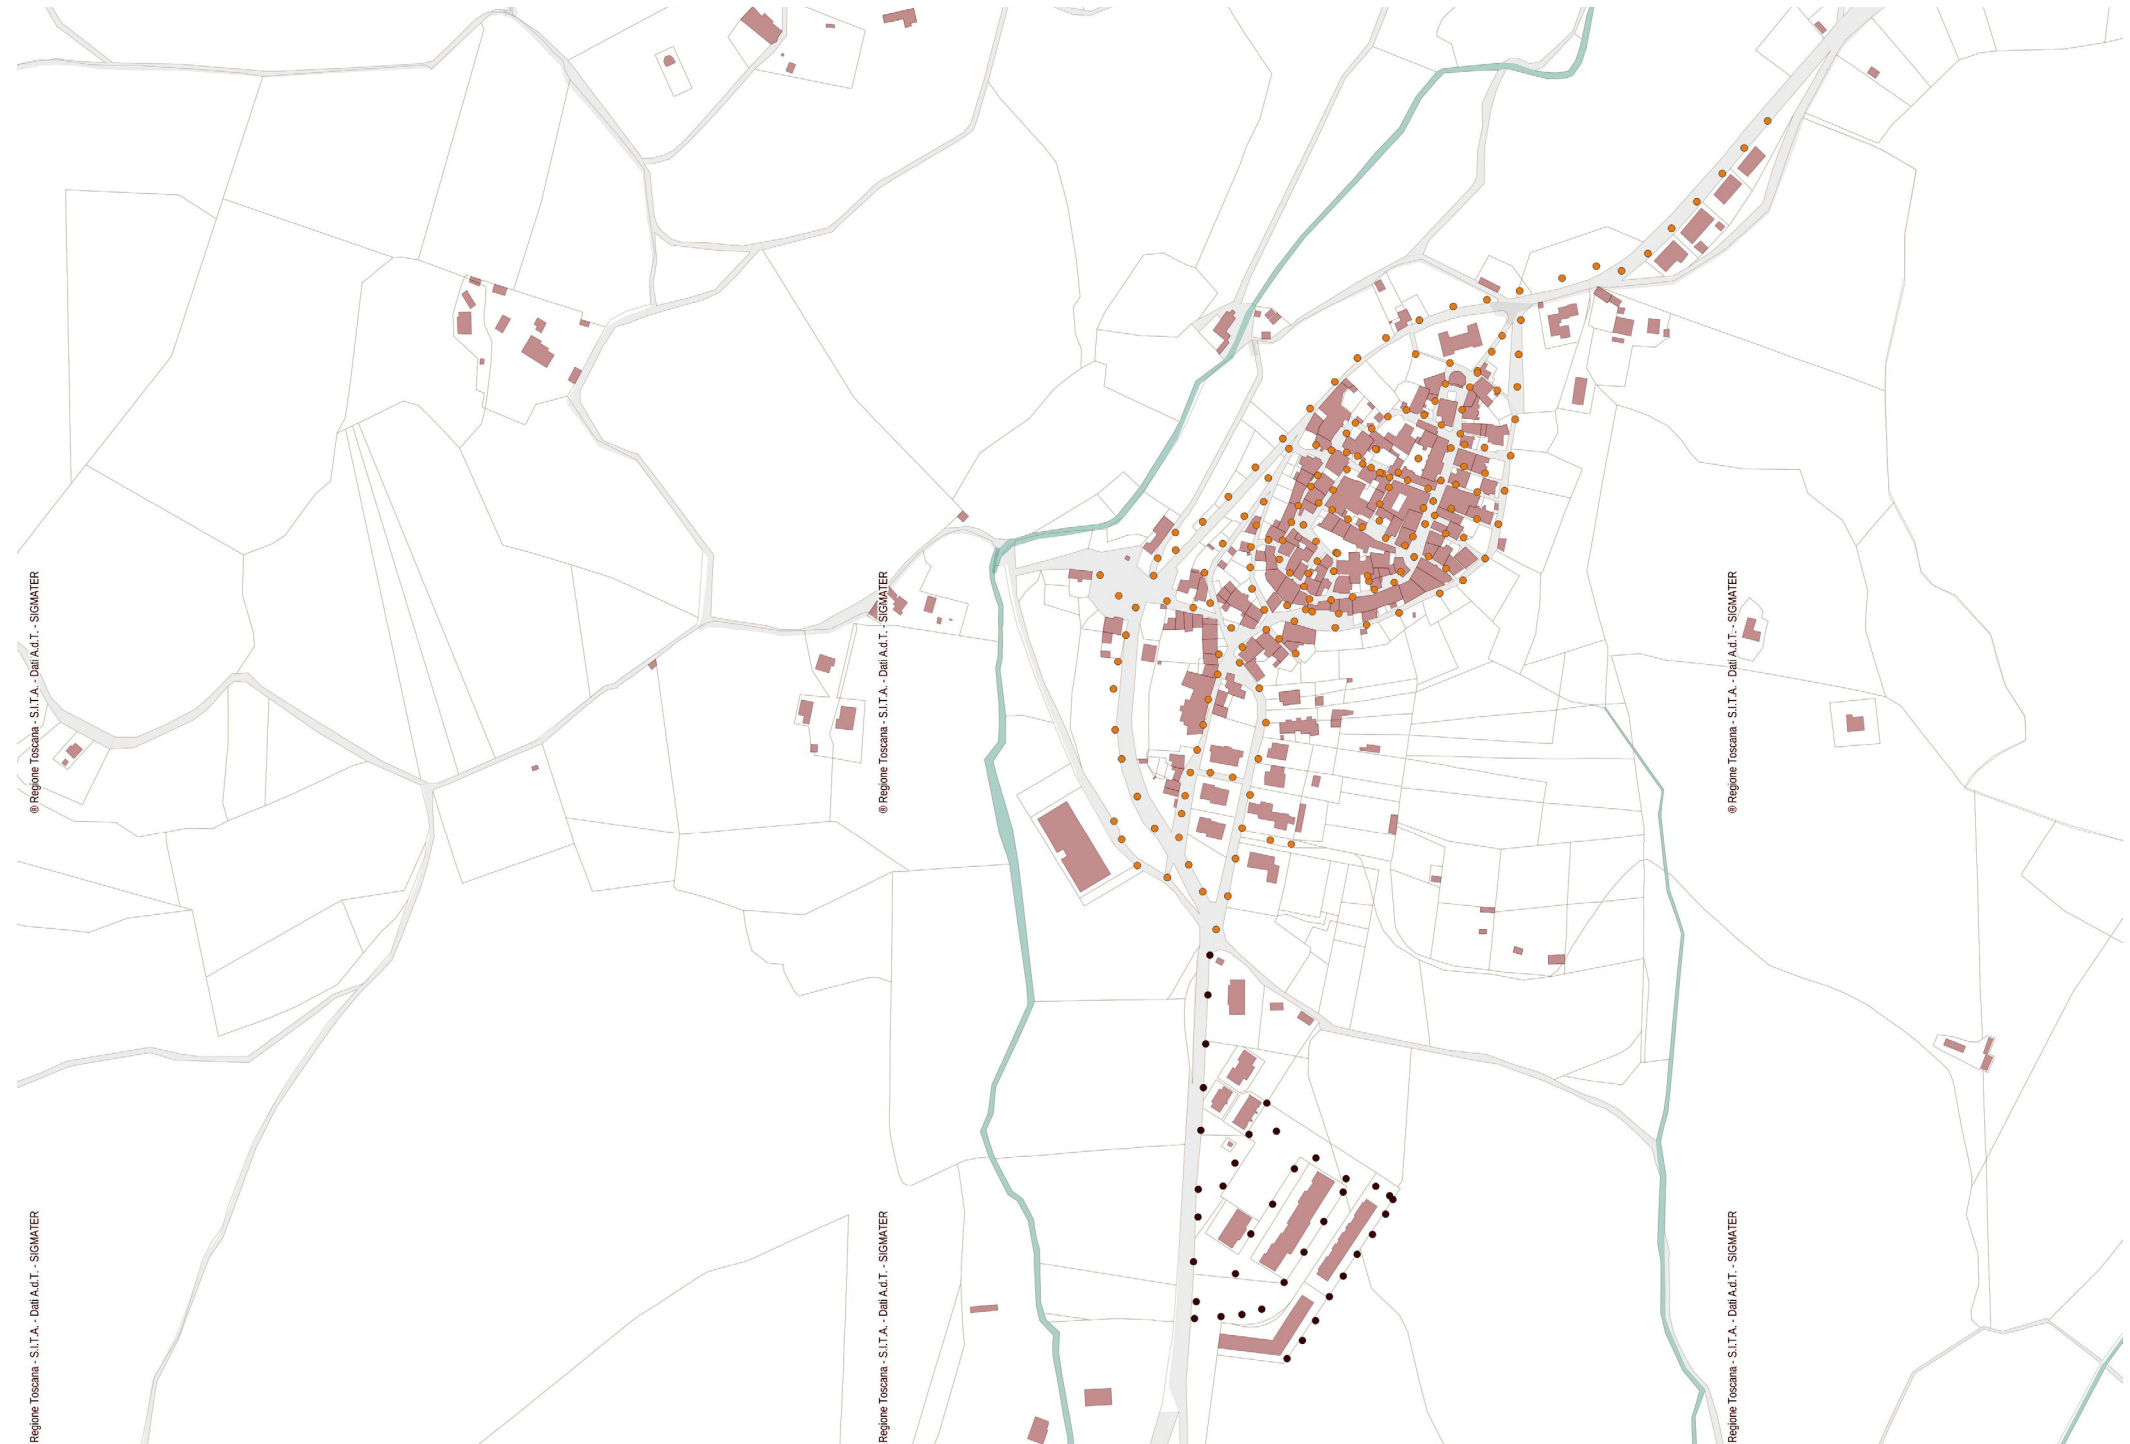 ® Regione Toscana - S.I.T.A. - Dati A.d.T. - SIGMATER
® Regione Toscana - S.I.T.A. - Dati A.d.T. - SIGMATER
® Regione Toscana - S.I.T.A. - Dati A.d.T. - SIGMATER
Regione Toscana - S.I.T.A. - Dati A.d.T. - SIGMATER
Regione Toscana - S.I.T.A. - Dati A.d.T. - SIGMATER
Regione Toscana - S.I.T.A. - Dati A.d.T. - SIGMATER